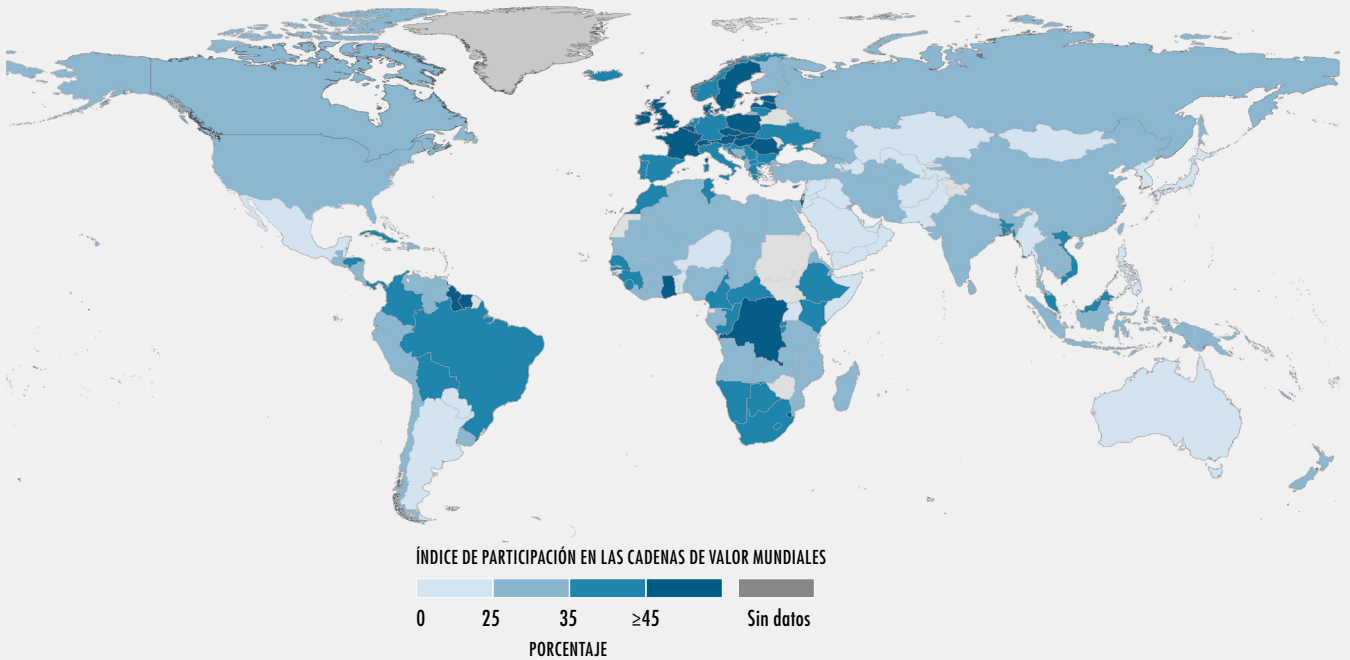 ÍNDICE DE PARTICIPACIÓN EN LAS CADENAS DE VALOR MUNDIALES
0 25 35 ≥45 Sin datos
PORCENTAJE